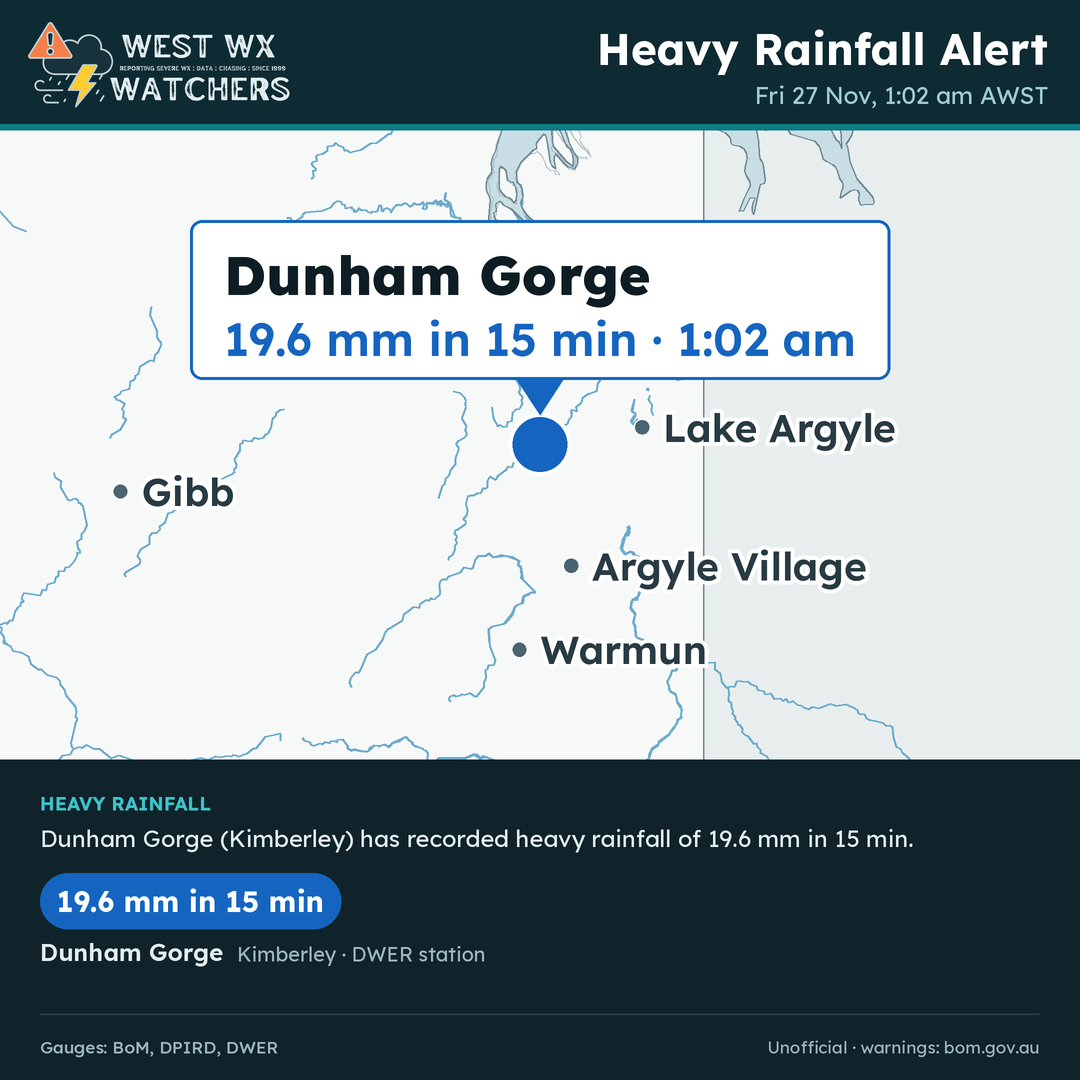 WEST WX
REPORTING SEVERE WX : DATA : CHASING : SINCE 1999
WATCHERS
Heavy Rainfall Alert
Fri 27 Nov, 1:02 am AWST
Dunham Gorge
19.6 mm in 15 min · 1:02 am
Lake Argyle
Gibb
Argyle Village
Warmun
HEAVY RAINFALL
Dunham Gorge (Kimberley) has recorded heavy rainfall of 19.6 mm in 15 min.
19.6 mm in 15 min
Dunham Gorge Kimberley · DWER station
Gauges: BoM, DPIRD, DWER
Unofficial · warnings: bom.gov.au